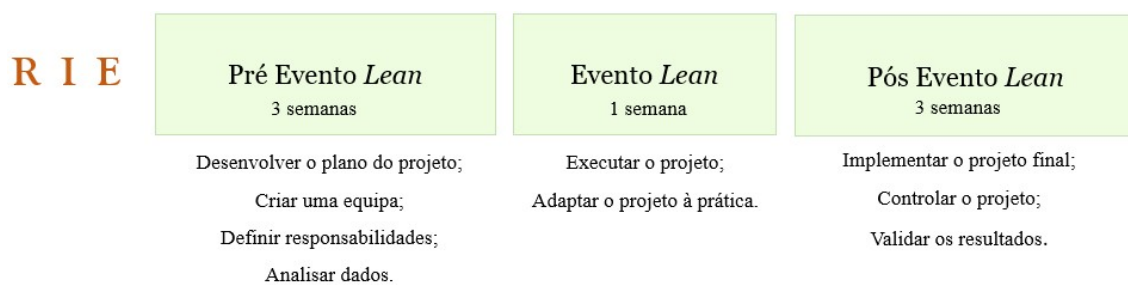 R I E
Pré Evento Lean
3 semanas
Desenvolver o plano do projeto;
Criar uma equipa;
Definir responsabilidades;
Analisar dados.
Evento Lean
1 semana
Executar o projeto;
Adaptar o projeto à prática.
Pós Evento Lean
3 semanas
Implementar o projeto final;
Controlar o projeto;
Validar os resultados.